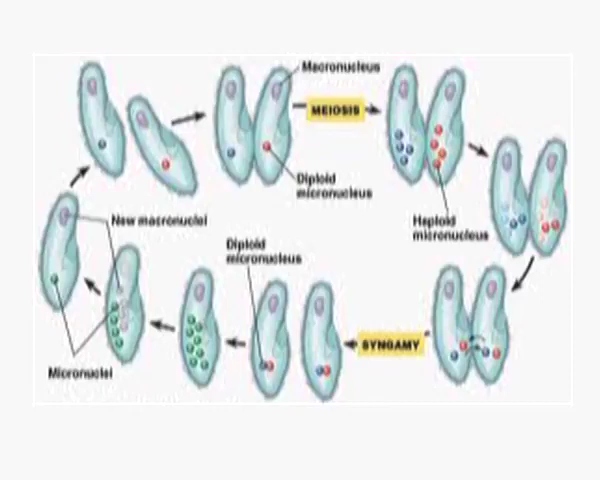 Macronucleus
MEIOSIS
Diploid
micronucleus
Haploid
micronucleus
New macronuclei
Diploid
micronucleus
SYNGAMY
Micronuclei